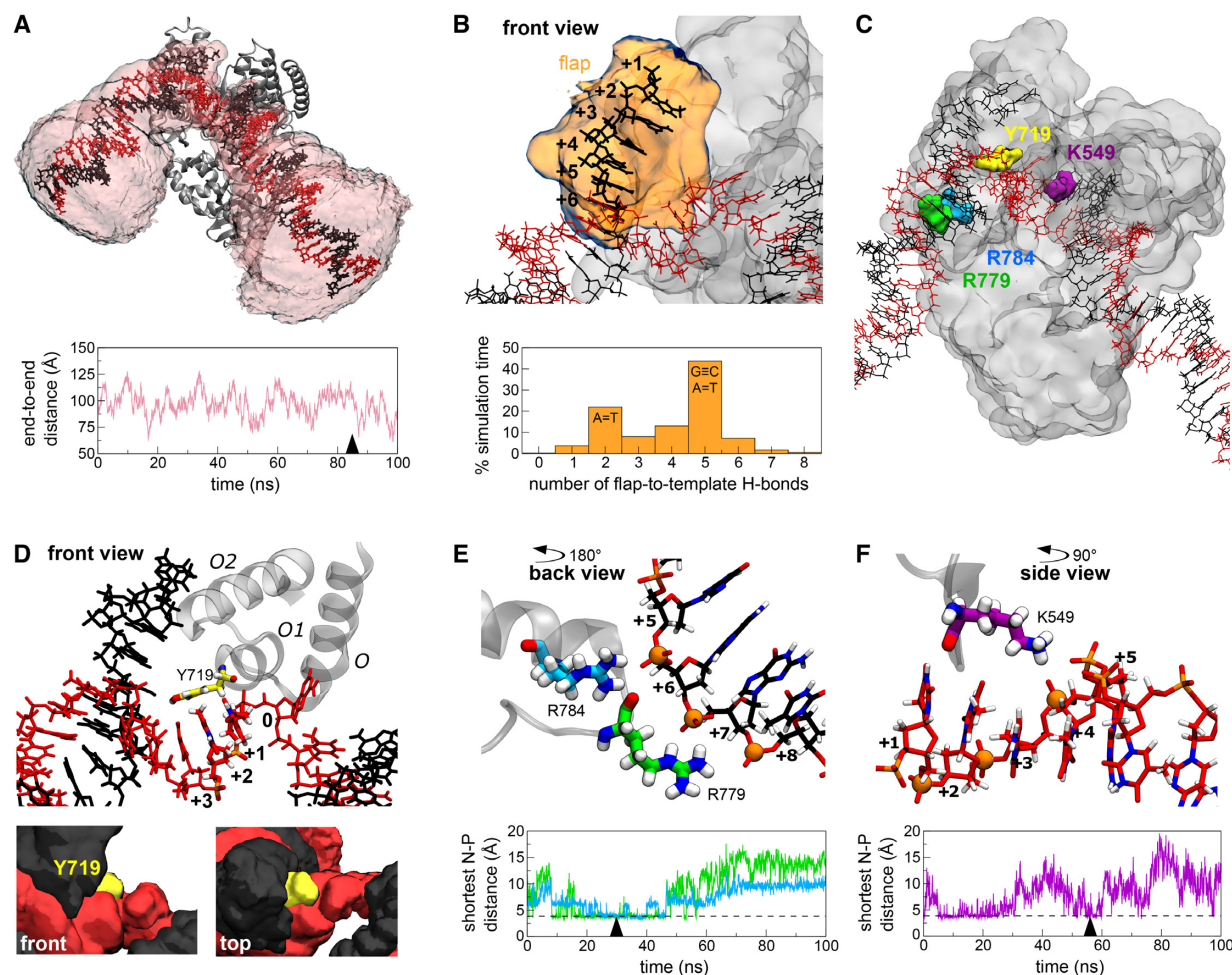 A
end-to-end
distance (Å)
150
125
100
75
50
0 20 40 60 80 100
time (ns)
B
front view
flap
+1
+2
+3
+4
+5
+6
% simulation time
50
40
30
20
10
0
A=T
G≡C
A=T
0 1 2 3 4 5 6 7 8
number of flap-to-template H-bonds
C
Y719
K549
R784
R779
D
front view
O2
O1
O
Y719
0
+1
+2
+3
Y719
front
top
E
180°
back view
+5
+6
+7
+8
R784
R779
shortest N-P
distance (Å)
20
15
10
5
0
0 20 40 60 80 100
time (ns)
F
90°
side view
K549
+5
+1
+4
+3
+2
shortest N-P
distance (Å)
20
15
10
5
0
0 20 40 60 80 100
time (ns)